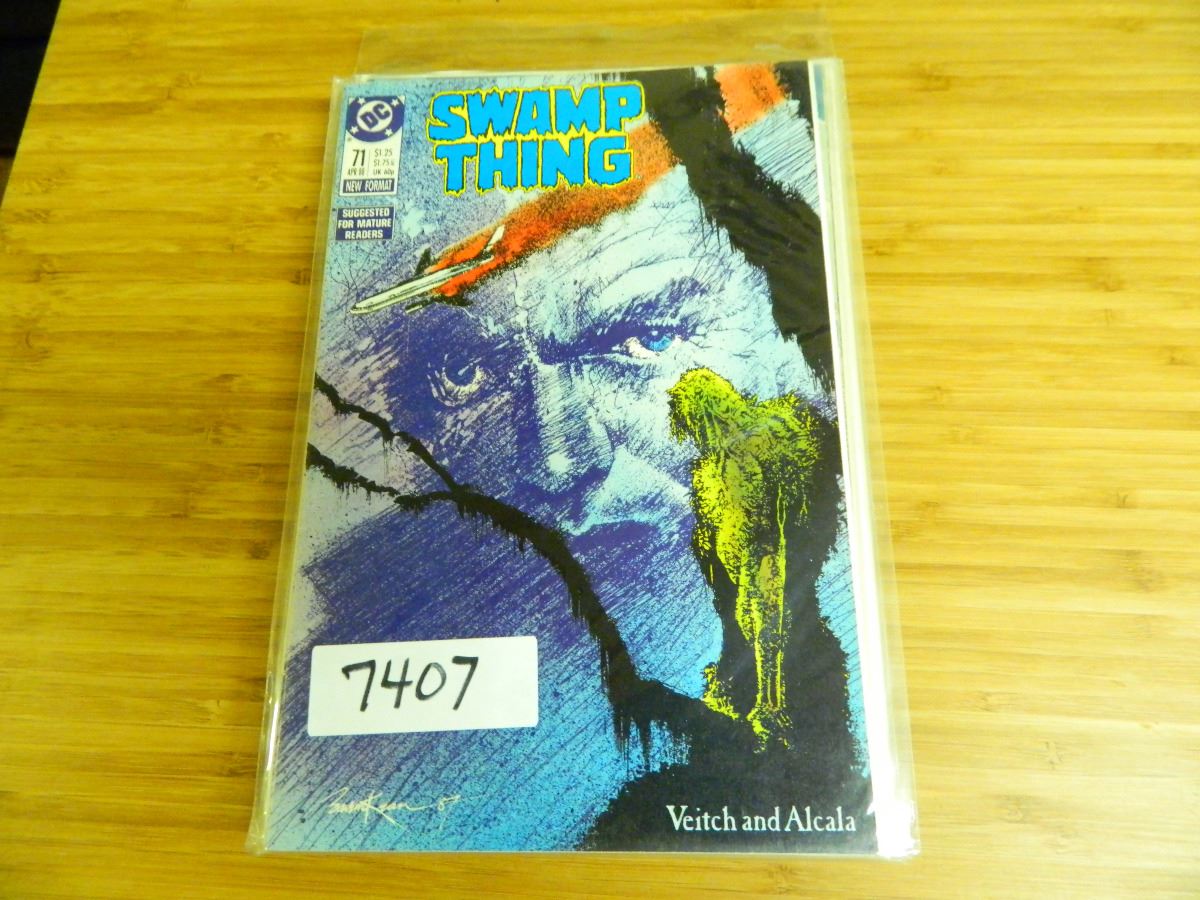 DC
SWAMP
THING
71
APR 88
$1.25
$1.75
UK 60p
NEW FORMAT
SUGGESTED
FOR MATURE
READERS
7407
Veitch and Alcala